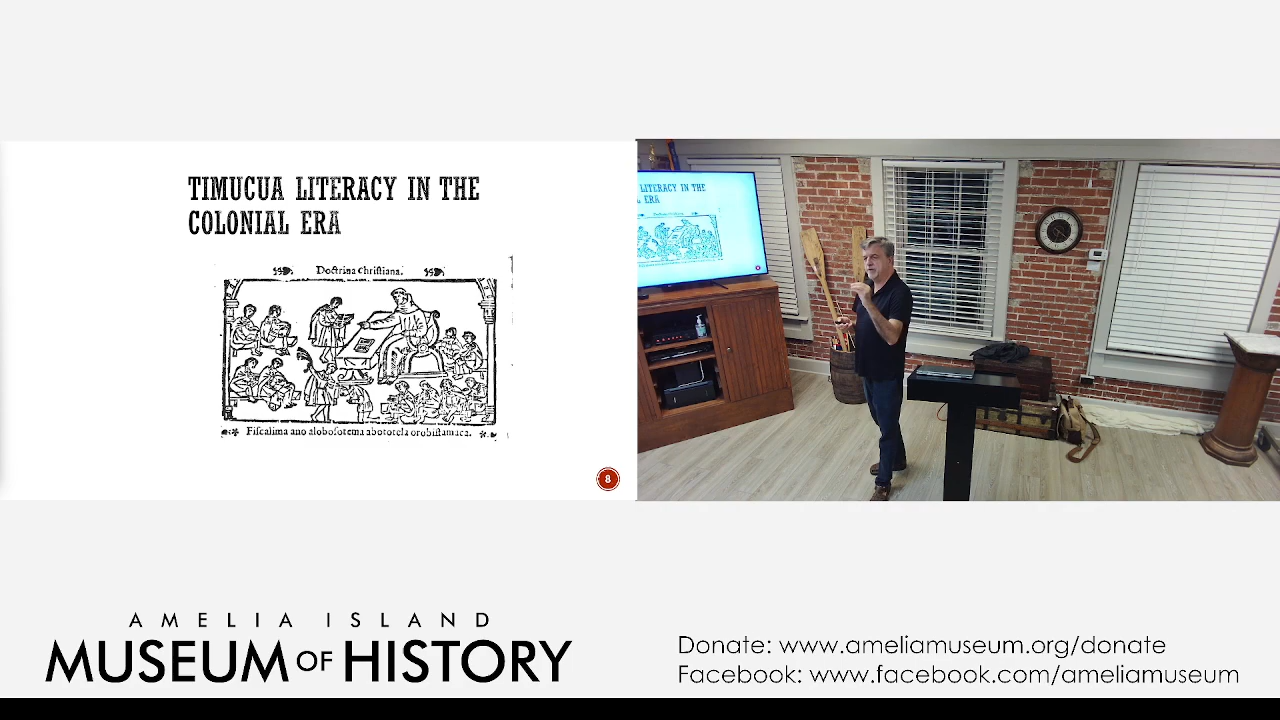 TIMUCUA LITERACY IN THE
COLONIAL ERA
Doctrina Christiana.
Fiscalima ano alobosotema abototela orobistamaca.
8
LITERACY IN THE
ERA
AMELIA ISLAND
MUSEUM OF HISTORY
Donate: www.ameliamuseum.org/donate
Facebook: www.facebook.com/ameliamuseum